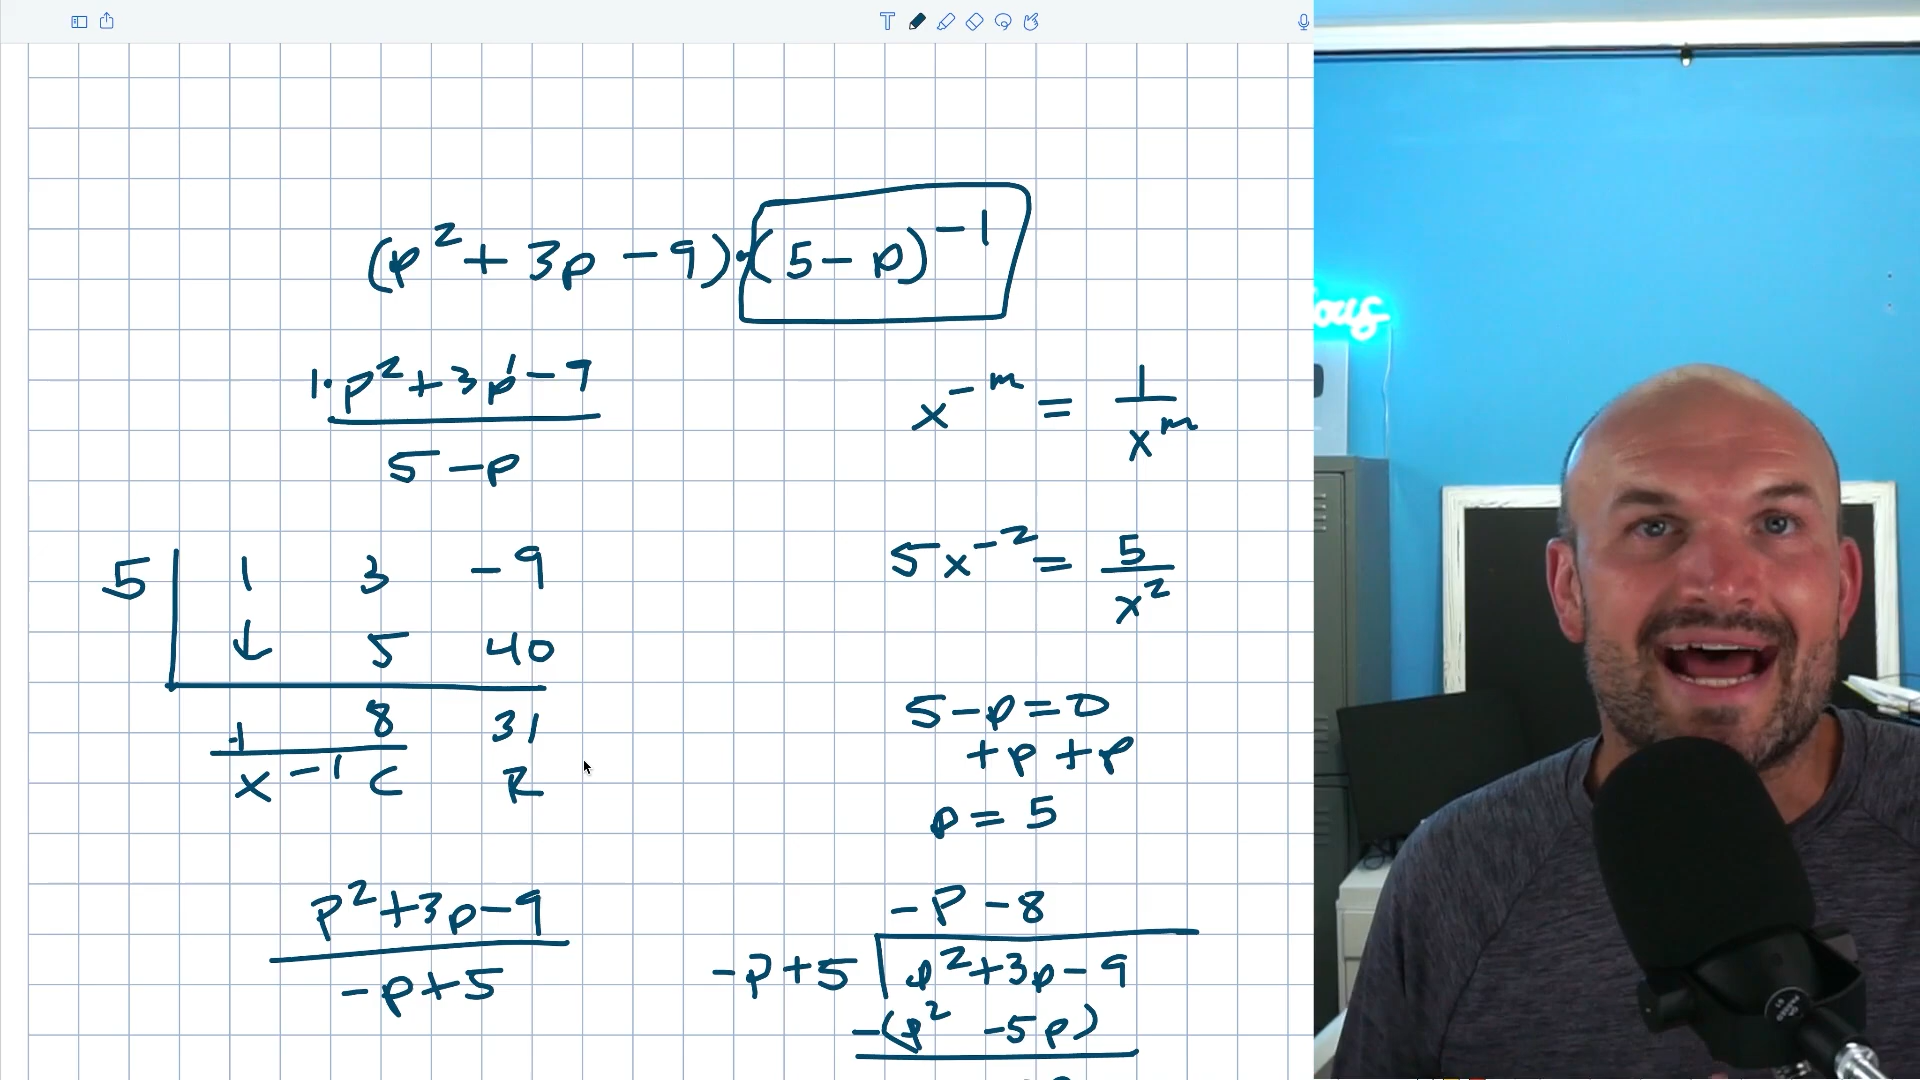 (p² + 3p - 9)·(5 - p)⁻¹
1·p² + 3p¹ - 9
5 - p
x⁻ᵐ = 1/xᵐ
5x⁻² = 5/x²
5 | 1 3 -9
↓ 5 40
1 8 31
x -1 C R
5 - p = 0
+p +p
p = 5
p² + 3p - 9
-p + 5
-p - 8
-p + 5 p² + 3p - 9
-(p² - 5p)